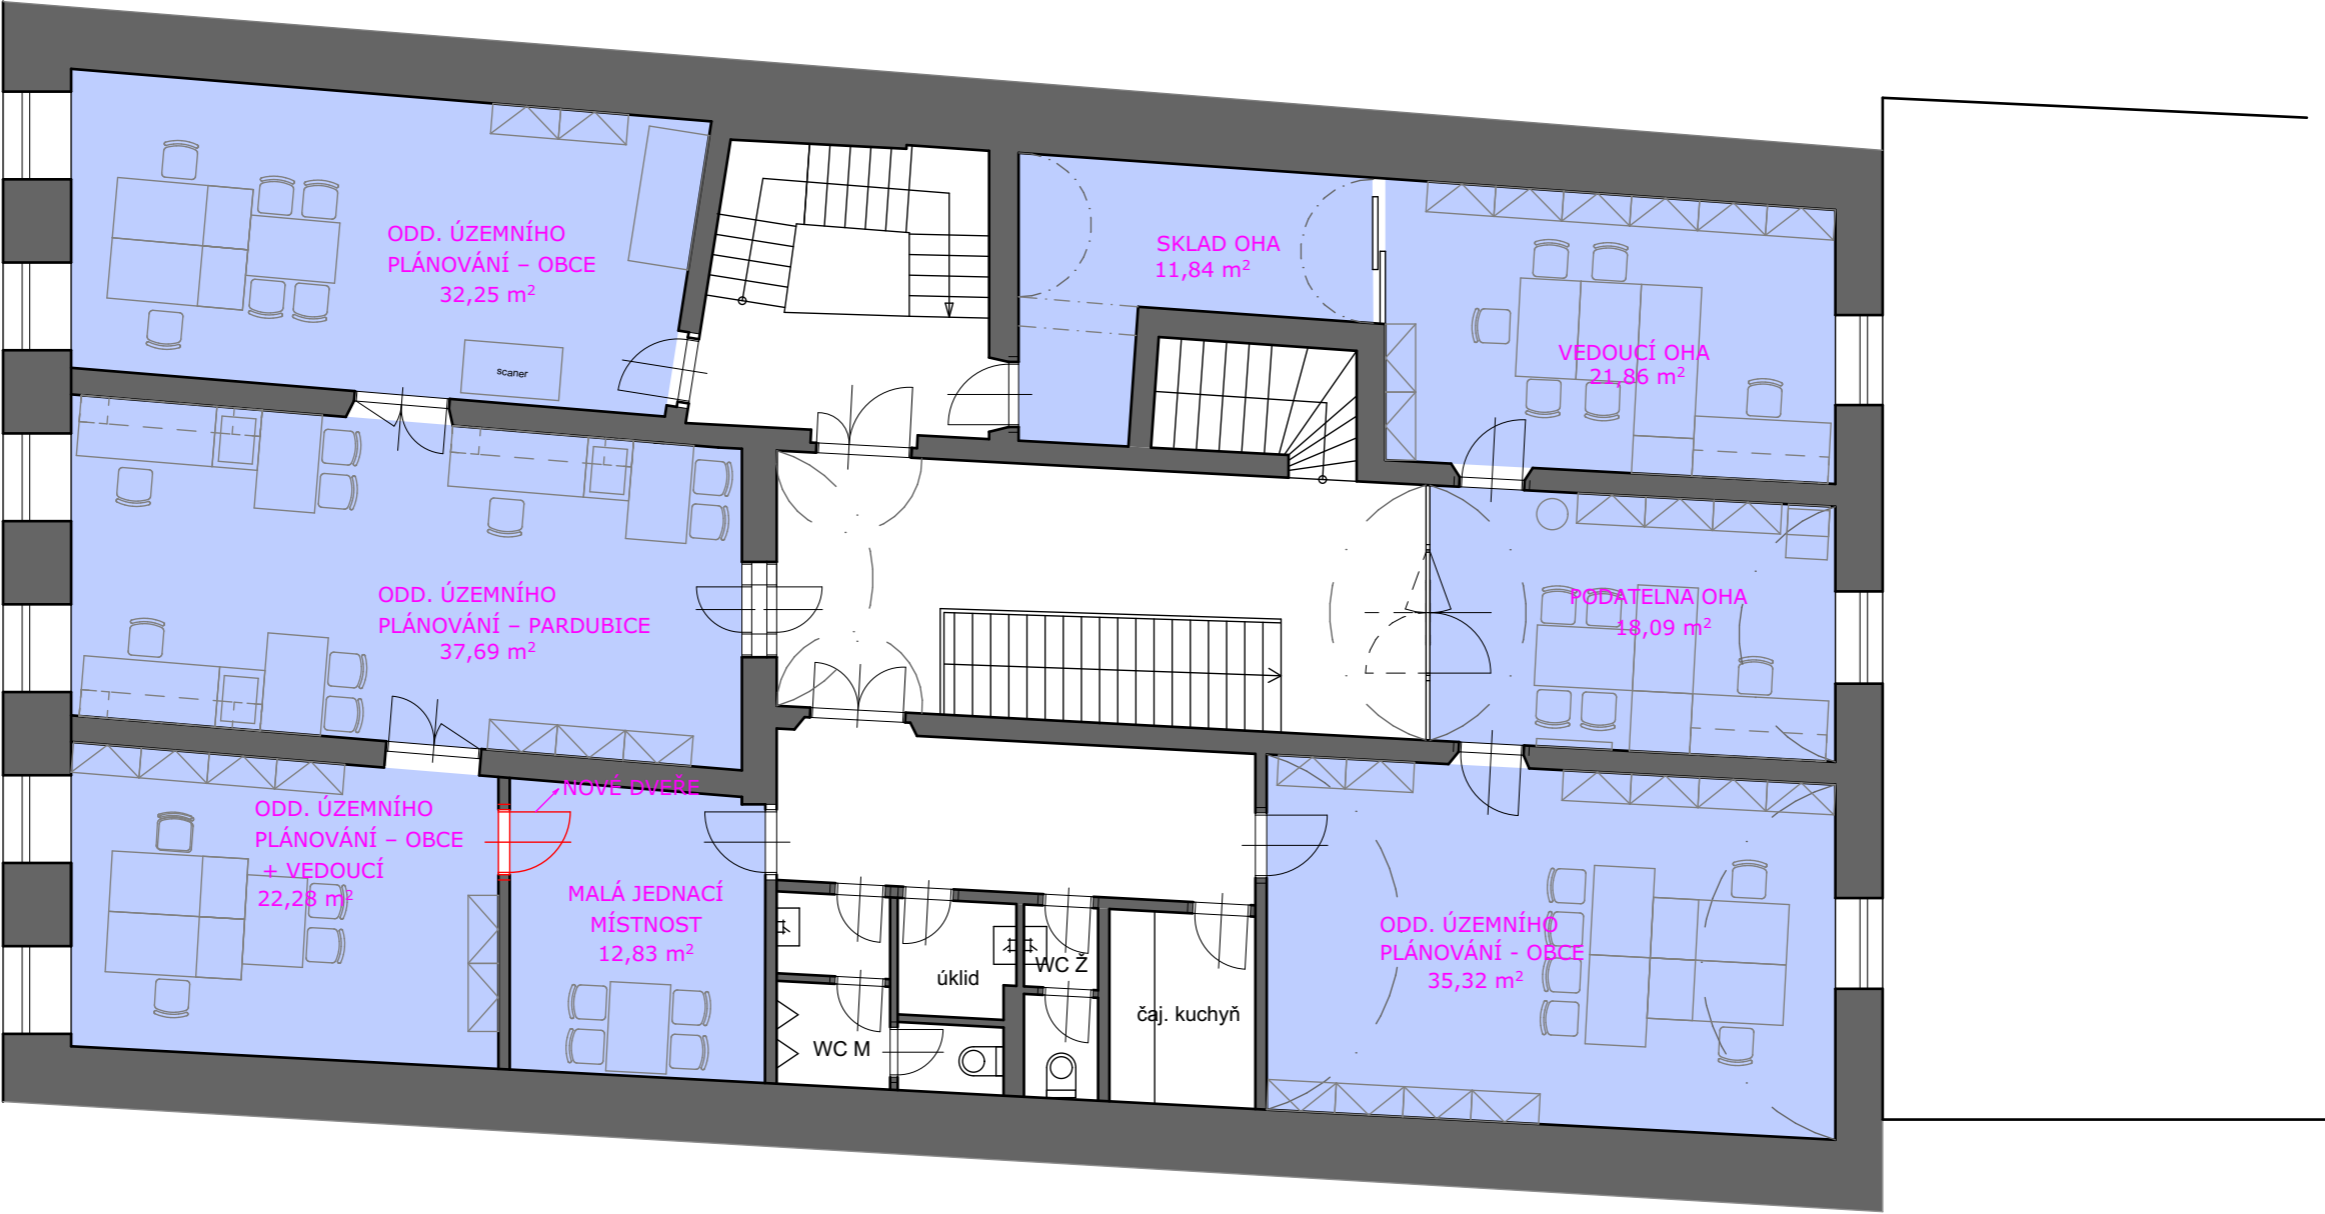 ODD. ÚZEMNÍHO
PLÁNOVÁNÍ – OBCE
32,25 m²
scaner
SKLAD OHA
11,84 m²
VEDOUCÍ OHA
21,86 m²
ODD. ÚZEMNÍHO
PLÁNOVÁNÍ – PARDUBICE
37,69 m²
PODATELNA OHA
18,09 m²
NOVÉ DVEŘE
ODD. ÚZEMNÍHO
PLÁNOVÁNÍ – OBCE
+ VEDOUCÍ
22,28 m²
MALÁ JEDNACÍ
MÍSTNOST
12,83 m²
WC M
úklid
WC Ž
čaj. kuchyň
ODD. ÚZEMNÍHO
PLÁNOVÁNÍ - OBCE
35,32 m²